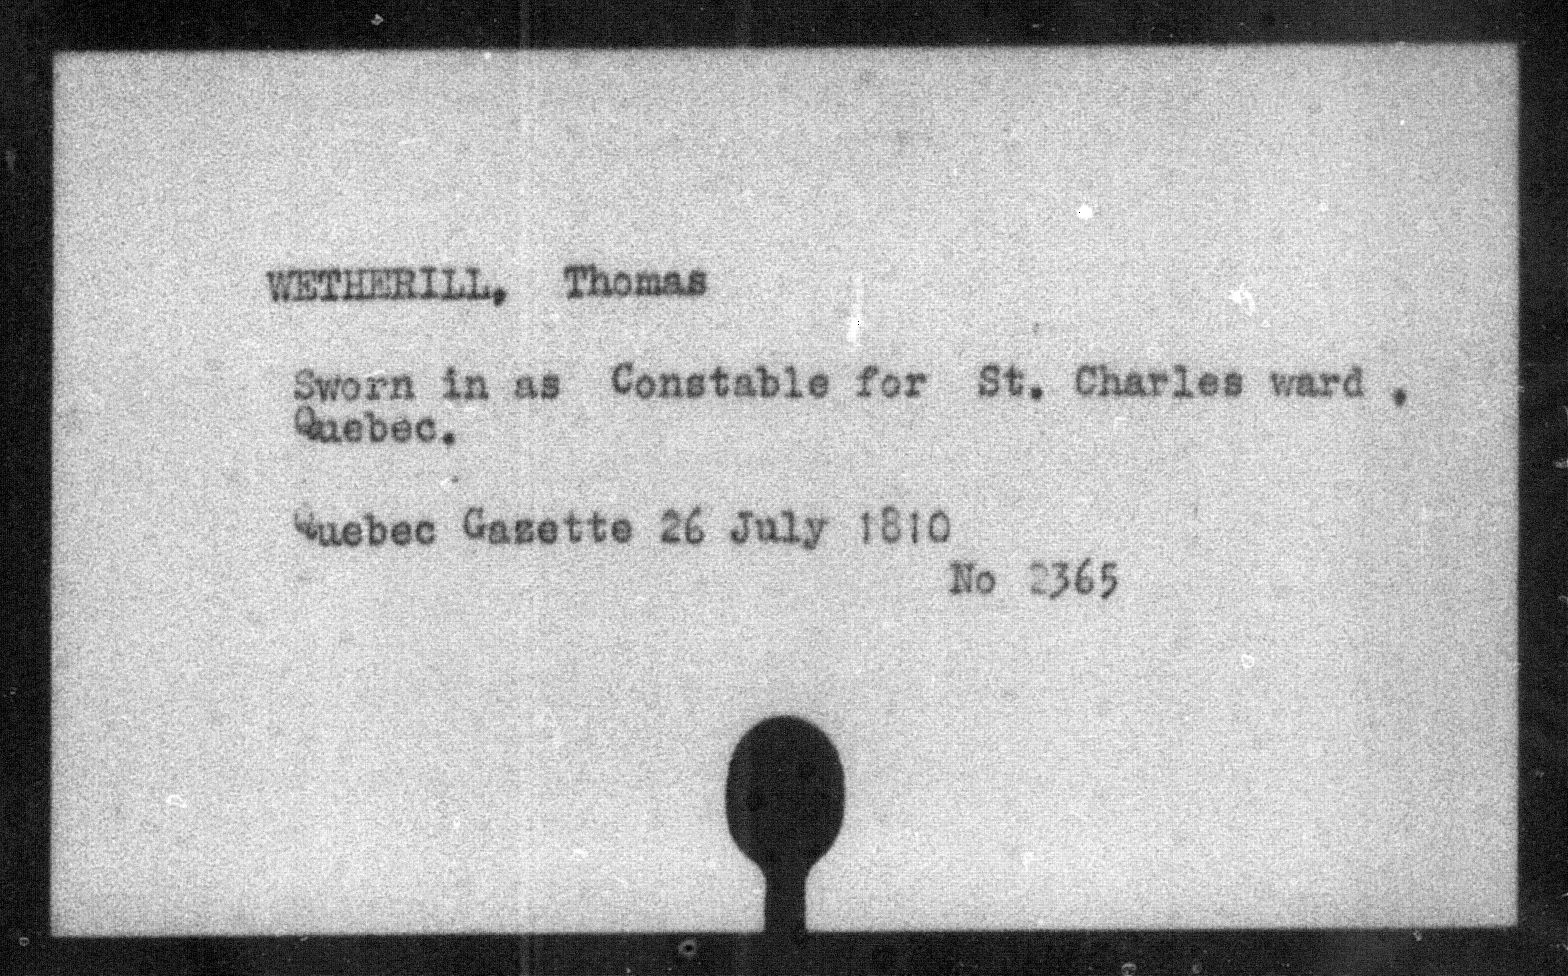 WETHERILL, Thomas
Sworn in as Constable for St. Charles ward .
Quebec.
Quebec Gazette 26 July 1810
No 2365